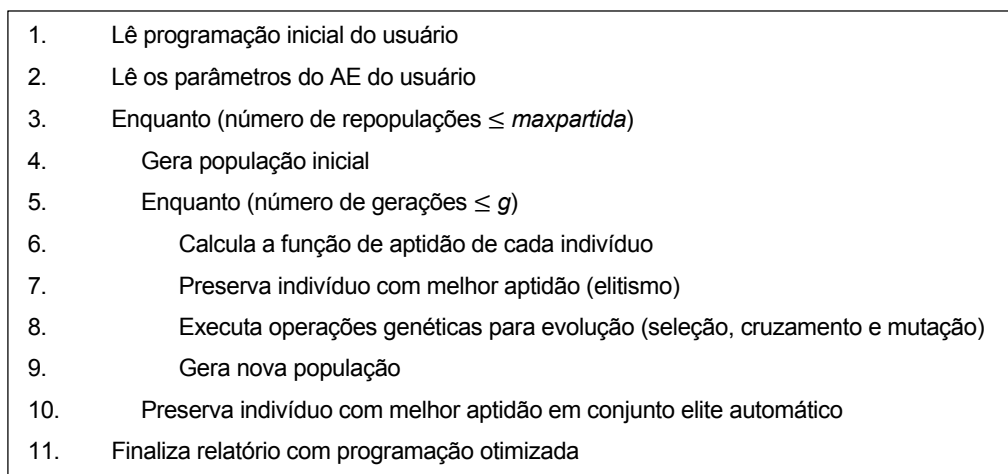 1. Lê programação inicial do usuário
2. Lê os parâmetros do AE do usuário
3. Enquanto (número de repopulações ≤ maxpartida)
4. Gera população inicial
5. Enquanto (número de gerações ≤ g)
6. Calcula a função de aptidão de cada indivíduo
7. Preserva indivíduo com melhor aptidão (elitismo)
8. Executa operações genéticas para evolução (seleção, cruzamento e mutação)
9. Gera nova população
10. Preserva indivíduo com melhor aptidão em conjunto elite automático
11. Finaliza relatório com programação otimizada